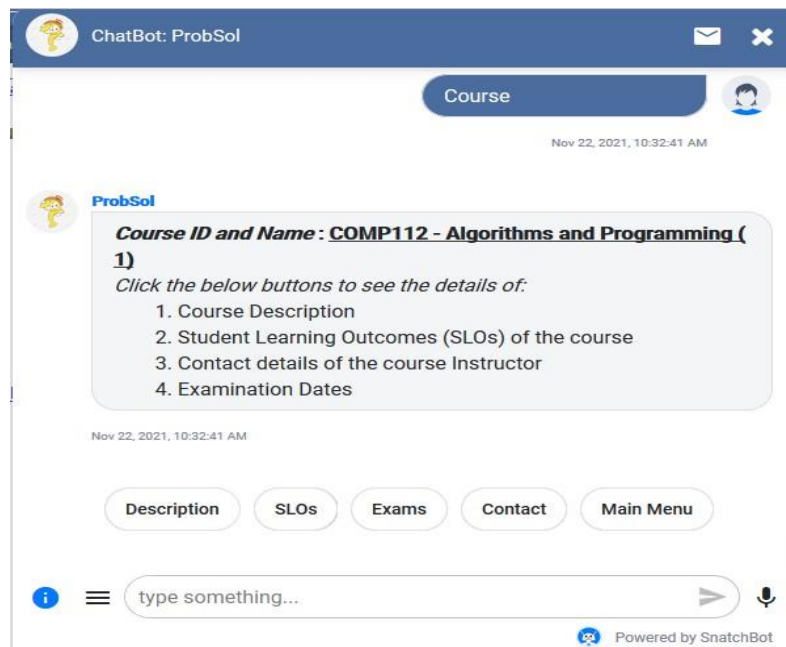 ChatBot: ProbSol
Course
Nov 22, 2021, 10:32:41 AM
ProbSol
Course ID and Name : COMP112 - Algorithms and Programming (
1)
Click the below buttons to see the details of:
1. Course Description
2. Student Learning Outcomes (SLOs) of the course
3. Contact details of the course Instructor
4. Examination Dates
Nov 22, 2021, 10:32:41 AM
Description SLOs Exams Contact Main Menu
type something...
Powered by SnatchBot